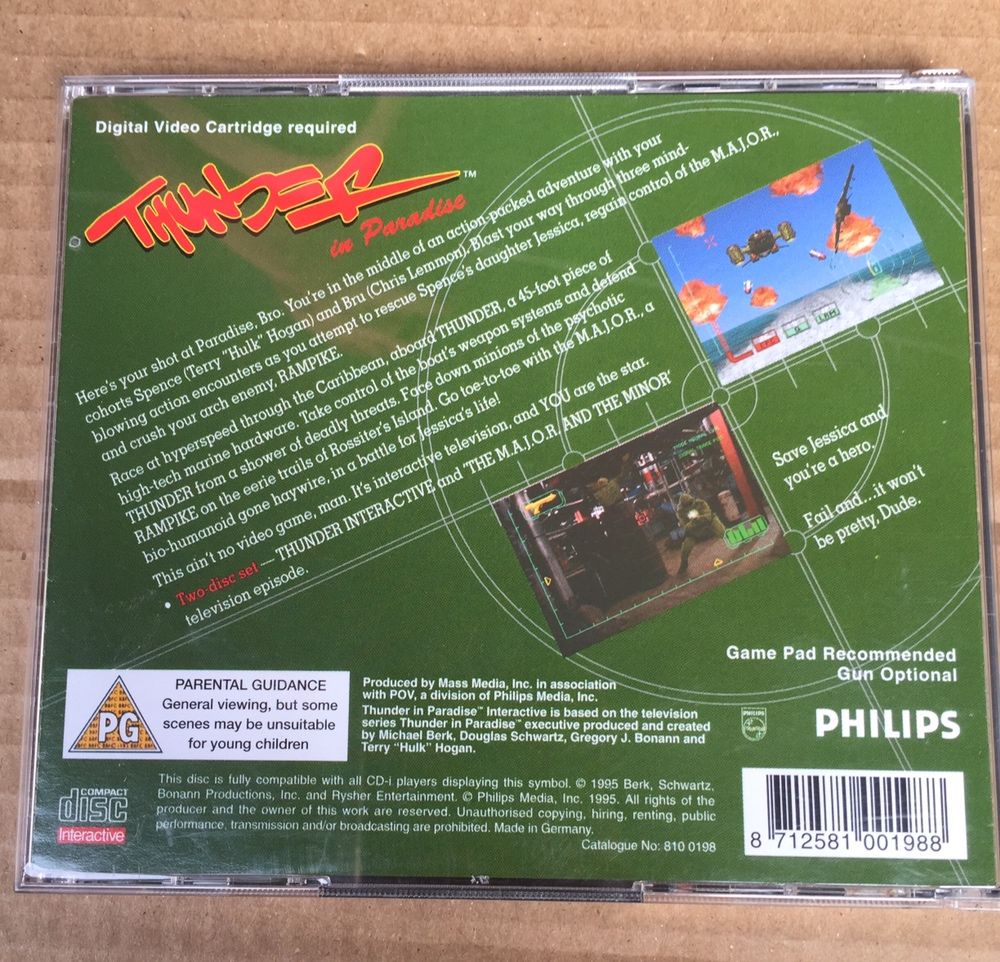 Digital Video Cartridge required
THUNDER™
in Paradise
Here's your shot at Paradise, Bro. You're in the middle of an action-packed adventure with your
cohorts Spence (Terry "Hulk" Hogan) and Bru (Chris Lemmon). Blast your way through three mind-
blowing action encounters as you attempt to rescue Spence's daughter Jessica, regain control of the M.A.J.O.R.,
and crush your arch enemy, RAMPIKE.
Race at hyperspeed through the Caribbean, aboard THUNDER, a 45-foot piece of
high-tech marine hardware. Take control of the boat's weapon systems and defend
THUNDER from a shower of deadly threats. Face down minions of the psychotic
RAMPIKE on the eerie trails of Rossiter's Island. Go toe-to-toe with the M.A.J.O.R., a
bio-humanoid gone haywire, in a battle for Jessica's life!
This ain't no video game, man. It's interactive television, and YOU are the star.
• Two-disc set — THUNDER INTERACTIVE and 'THE M.A.J.O.R. AND THE MINOR'
television episode.
Save Jessica and
you're a hero.
Fail and...it won't
be pretty, Dude.
Game Pad Recommended
Gun Optional
PG
PARENTAL GUIDANCE
General viewing, but some
scenes may be unsuitable
for young children
Produced by Mass Media, Inc. in association
with POV, a division of Philips Media, Inc.
Thunder in Paradise™ Interactive is based on the television
series Thunder in Paradise™ executive produced and created
by Michael Berk, Douglas Schwartz, Gregory J. Bonann and
Terry "Hulk" Hogan.
PHILIPS
PHILIPS
COMPACT
disc
Interactive
This disc is fully compatible with all CD-i players displaying this symbol. © 1995 Berk, Schwartz,
Bonann Productions, Inc. and Rysher Entertainment. © Philips Media, Inc. 1995. All rights of the
producer and the owner of this work are reserved. Unauthorised copying, hiring, renting, public
performance, transmission and/or broadcasting are prohibited. Made in Germany.
Catalogue No: 810 0198
8 712581 001988